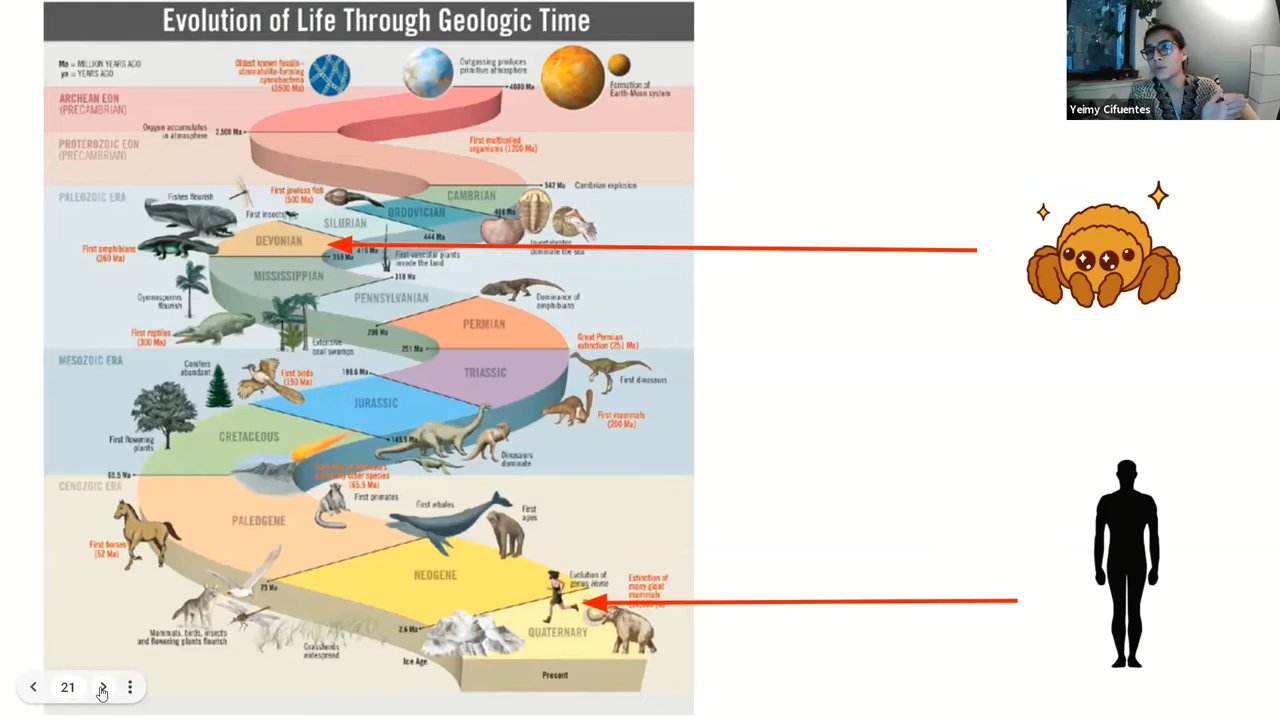 Evolution of Life Through Geologic Time
Ma = MILLION YEARS AGO
ya = YEARS AGO
Oldest known fossils–
stromatolite-forming
cyanobacteria
(3500 Ma)
Outgassing produces
primitive atmosphere
4600 Ma
Formation of
Earth-Moon system
ARCHEAN EON
(PRECAMBRIAN)
Oxygen accumulates
in atmosphere
2,500 Ma
PROTEROZOIC EON
(PRECAMBRIAN)
First multicelled
organisms (1200 Ma)
542 Ma
Cambrian explosion
PALEOZOIC ERA
Fishes flourish
First jawless fish
(500 Ma)
CAMBRIAN
First insects
SILURIAN
ORDOVICIAN
488 Ma
444 Ma
Invertebrates
dominate the sea
DEVONIAN
416 Ma
First amphibians
(360 Ma)
359 Ma
First vascular plants
invade the land
MISSISSIPPIAN
318 Ma
Gymnosperms
flourish
PENNSYLVANIAN
Dominance of
amphibians
First reptiles
(300 Ma)
299 Ma
PERMIAN
Extensive
coal swamps
251 Ma
Great Permian
extinction (251 Ma)
MESOZOIC ERA
Conifers
abundant
First birds
(150 Ma)
199.6 Ma
TRIASSIC
First dinosaurs
JURASSIC
First mammals
(200 Ma)
First flowering
plants
CRETACEOUS
145.5 Ma
Dinosaurs
dominate
many other species
(65.5 Ma)
65.5 Ma
CENOZOIC ERA
First primates
First whales
First
apes
PALEOGENE
First horses
(52 Ma)
NEOGENE
Evolution of
genus Homo
Extinction of
many giant
mammals
23 Ma
2.6 Ma
QUATERNARY
Mammals, birds, insects
and flowering plants flourish
Grasslands
widespread
Ice Age
Present
Yeimy Cifuentes
21